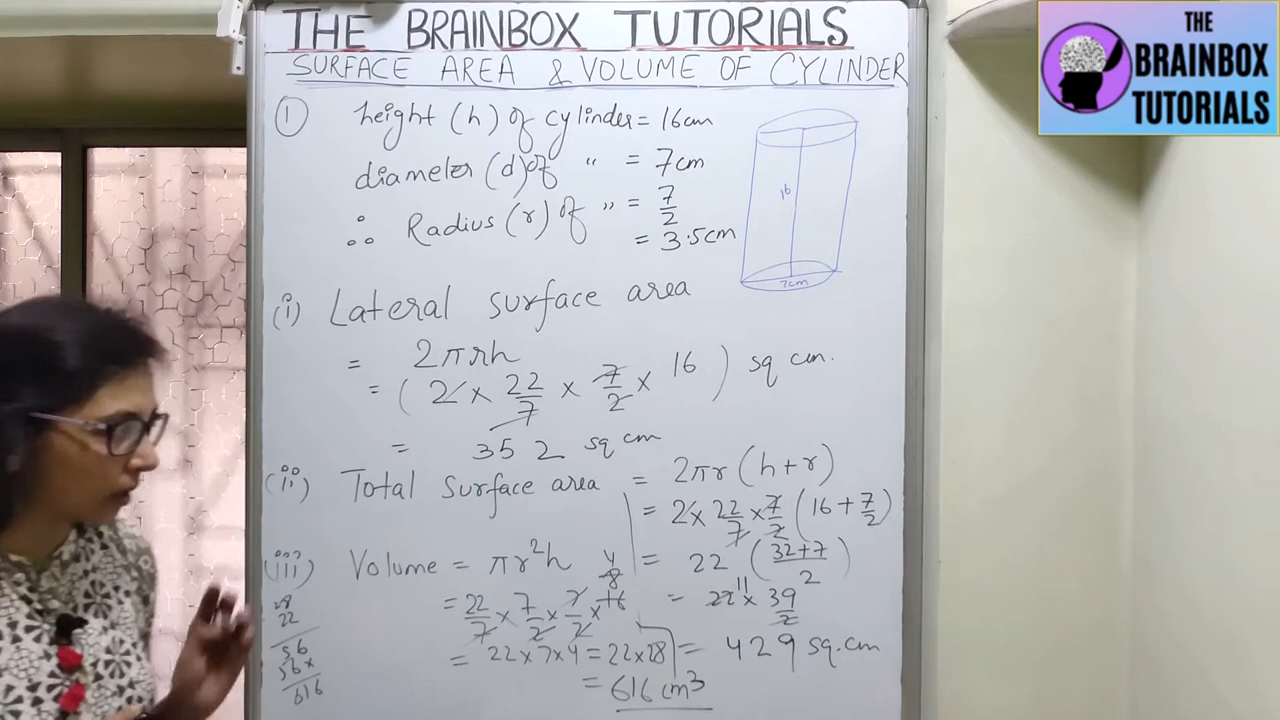 THE BRAINBOX TUTORIALS
SURFACE AREA & VOLUME OF CYLINDER
THE
BRAINBOX
TUTORIALS
1 height (h) of cylinder = 16cm
diameter (d) of " = 7cm
∴ Radius (r) of " = 7/2
= 3.5cm
16
7cm
(i) Lateral surface area
= 2πrh
= (2 × 22/7 × 7/2 × 16) sq cm.
= 352 sq cm
(ii) Total surface area = 2πr (h+r)
= 2 × 22/7 × 7/2 (16 + 7/2)
= 22 (32+7/2)
= 22 11 × 39/2
= 429 sq.cm
(iii) Volume = πr²h
= 22/7 × 7/2 × 7/2 × 16 8 4
= 22×7×4 = 22×28
= 616 cm³
28
22
56
56×
616